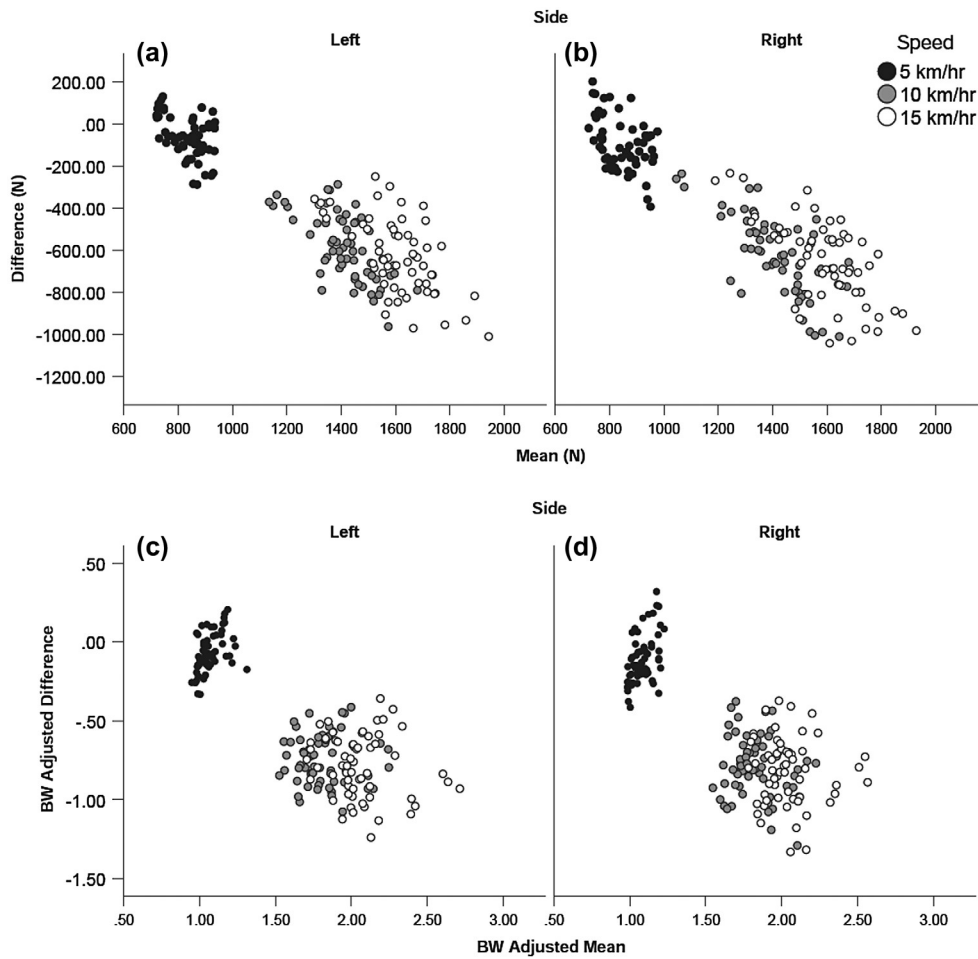 Side
Left
Right
(a)
(b)
Speed
5 km/hr
10 km/hr
15 km/hr
Difference (N)
200.00
.00
-200.00
-400.00
-600.00
-800.00
-1000.00
-1200.00
600 800 1000 1200 1400 1600 1800 2000
600 800 1000 1200 1400 1600 1800 2000
Mean (N)
Side
Left
Right
(c)
(d)
BW Adjusted Difference
.50
.00
-.50
-1.00
-1.50
.50 1.00 1.50 2.00 2.50 3.00
.50 1.00 1.50 2.00 2.50 3.00
BW Adjusted Mean